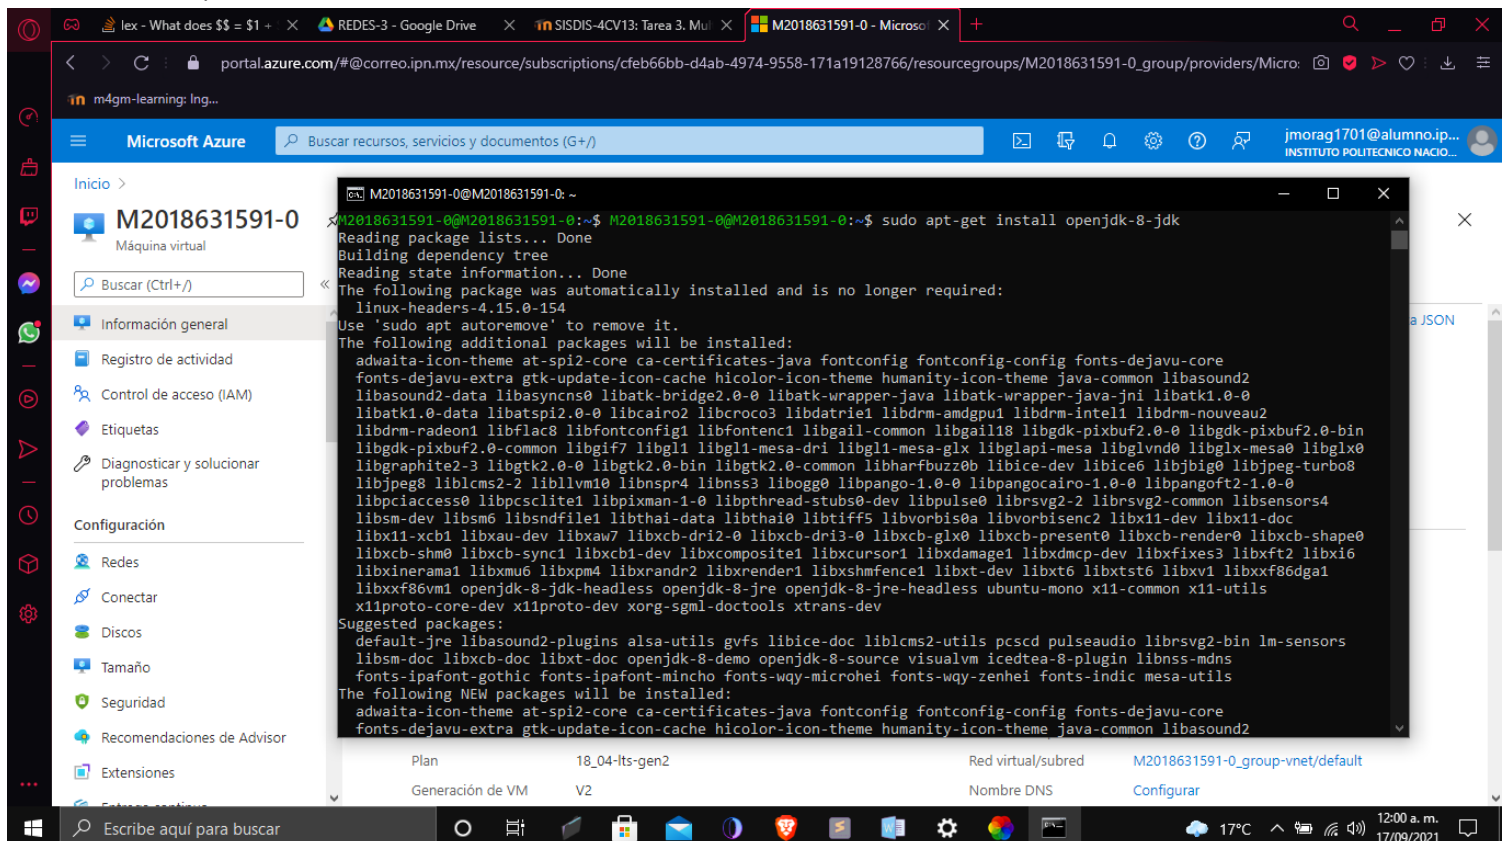 lex - What does $$ = $1 +
REDES-3 - Google Drive
SISDIS-4CV13: Tarea 3. Mul
M2018631591-0 - Microsof
portal.azure.com/#@correo.ipn.mx/resource/subscriptions/cfeb66bb-d4ab-4974-9558-171a19128766/resourcegroups/M2018631591-0_group/providers/Micro:
m4gm-learning: Ing...
Microsoft Azure
Buscar recursos, servicios y documentos (G+/)
jmorag1701@alumno.ip...
INSTITUTO POLITECNICO NACIO...
Inicio >
M2018631591-0
Máquina virtual
Buscar (Ctrl+/)
«
Información general
Registro de actividad
Control de acceso (IAM)
Etiquetas
Diagnosticar y solucionar
problemas
Configuración
Redes
Conectar
Discos
Tamaño
Seguridad
Recomendaciones de Advisor
Extensiones
M2018631591-0@M2018631591-0: ~
M2018631591-0@M2018631591-0:~$ M2018631591-0@M2018631591-0:~$ sudo apt-get install openjdk-8-jdk
Reading package lists... Done
Building dependency tree
Reading state information... Done
The following package was automatically installed and is no longer required:
linux-headers-4.15.0-154
Use 'sudo apt autoremove' to remove it.
The following additional packages will be installed:
adwaita-icon-theme at-spi2-core ca-certificates-java fontconfig fontconfig-config fonts-dejavu-core
fonts-dejavu-extra gtk-update-icon-cache hicolor-icon-theme humanity-icon-theme java-common libasound2
libasound2-data libasyncns0 libatk-bridge2.0-0 libatk-wrapper-java libatk-wrapper-java-jni libatk1.0-0
libatk1.0-data libatspi2.0-0 libcairo2 libcroco3 libdatrie1 libdrm-amdgpu1 libdrm-intel1 libdrm-nouveau2
libdrm-radeon1 libflac8 libfontconfig1 libfontenc1 libgail-common libgail18 libgdk-pixbuf2.0-0 libgdk-pixbuf2.0-bin
libgdk-pixbuf2.0-common libgif7 libgl1 libgl1-mesa-dri libgl1-mesa-glx libglapi-mesa libglvnd0 libglx-mesa0 libglx0
libgraphite2-3 libgtk2.0-0 libgtk2.0-bin libgtk2.0-common libharfbuzz0b libice-dev libice6 libjbig0 libjpeg-turbo8
libjpeg8 liblcms2-2 libllvm10 libnspr4 libnss3 libogg0 libpango-1.0-0 libpangocairo-1.0-0 libpangoft2-1.0-0
libpciaccess0 libpcsclite1 libpixman-1-0 libpthread-stubs0-dev libpulse0 librsvg2-2 librsvg2-common libsensors4
libsm-dev libsm6 libsndfile1 libthai-data libthai0 libtiff5 libvorbis0a libvorbisenc2 libx11-dev libx11-doc
libx11-xcb1 libxau-dev libxaw7 libxcb-dri2-0 libxcb-dri3-0 libxcb-glx0 libxcb-present0 libxcb-render0 libxcb-shape0
libxcb-shm0 libxcb-sync1 libxcb1-dev libxcomposite1 libxcursor1 libxdamage1 libxdmcp-dev libxfixes3 libxft2 libxi6
libxinerama1 libxmu6 libxpm4 libxrandr2 libxrender1 libxshmfence1 libxt-dev libxt6 libxtst6 libxv1 libxxf86dga1
libxxf86vm1 openjdk-8-jdk-headless openjdk-8-jre openjdk-8-jre-headless ubuntu-mono x11-common x11-utils
x11proto-core-dev x11proto-dev xorg-sgml-doctools xtrans-dev
Suggested packages:
default-jre libasound2-plugins alsa-utils gvfs libice-doc liblcms2-utils pcscd pulseaudio librsvg2-bin lm-sensors
libsm-doc libxcb-doc libxt-doc openjdk-8-demo openjdk-8-source visualvm icedtea-8-plugin libnss-mdns
fonts-ipafont-gothic fonts-ipafont-mincho fonts-wqy-microhei fonts-wqy-zenhei fonts-indic mesa-utils
The following NEW packages will be installed:
adwaita-icon-theme at-spi2-core ca-certificates-java fontconfig fontconfig-config fonts-dejavu-core
fonts-dejavu-extra gtk-update-icon-cache hicolor-icon-theme humanity-icon-theme java-common libasound2
a JSON
Plan 18_04-lts-gen2
Red virtual/subred M2018631591-0_group-vnet/default
Generación de VM V2
Nombre DNS Configurar
Escribe aquí para buscar
17°C
12:00 a. m.
17/09/2021